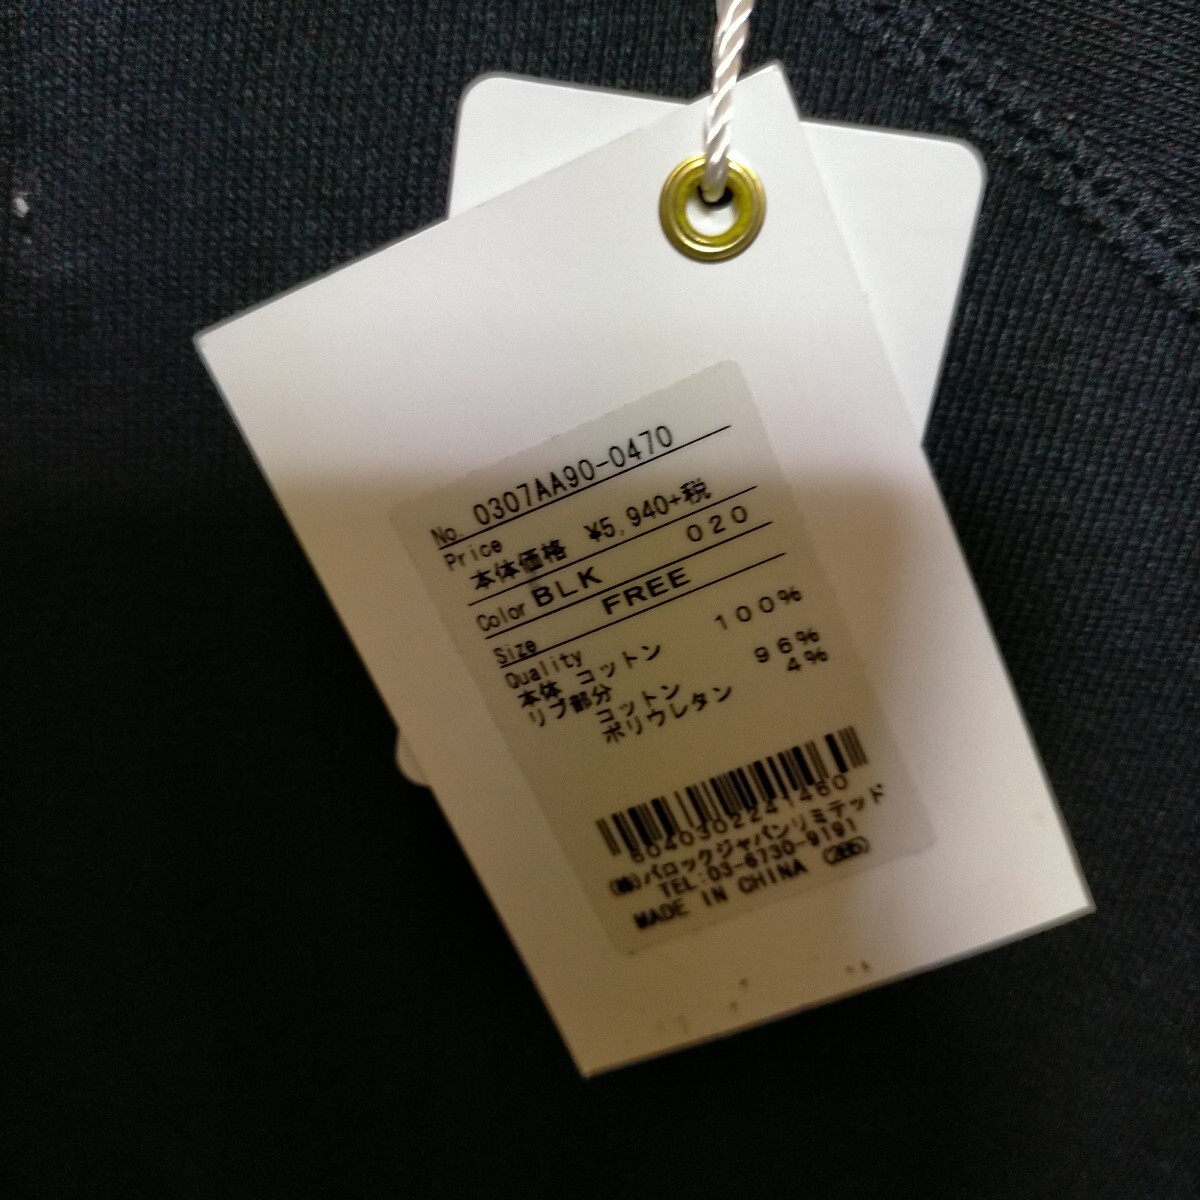 No. 0307AA90-0470
Price
本体価格 ¥5,940+税
Color BLK 020
Size FREE
Quality
本体 コットン 100%
リブ部分
コットン 96%
ポリウレタン 4%
6040302241460
(株)バロックジャパンリミテッド
TEL:03-6730-9191
MADE IN CHINA